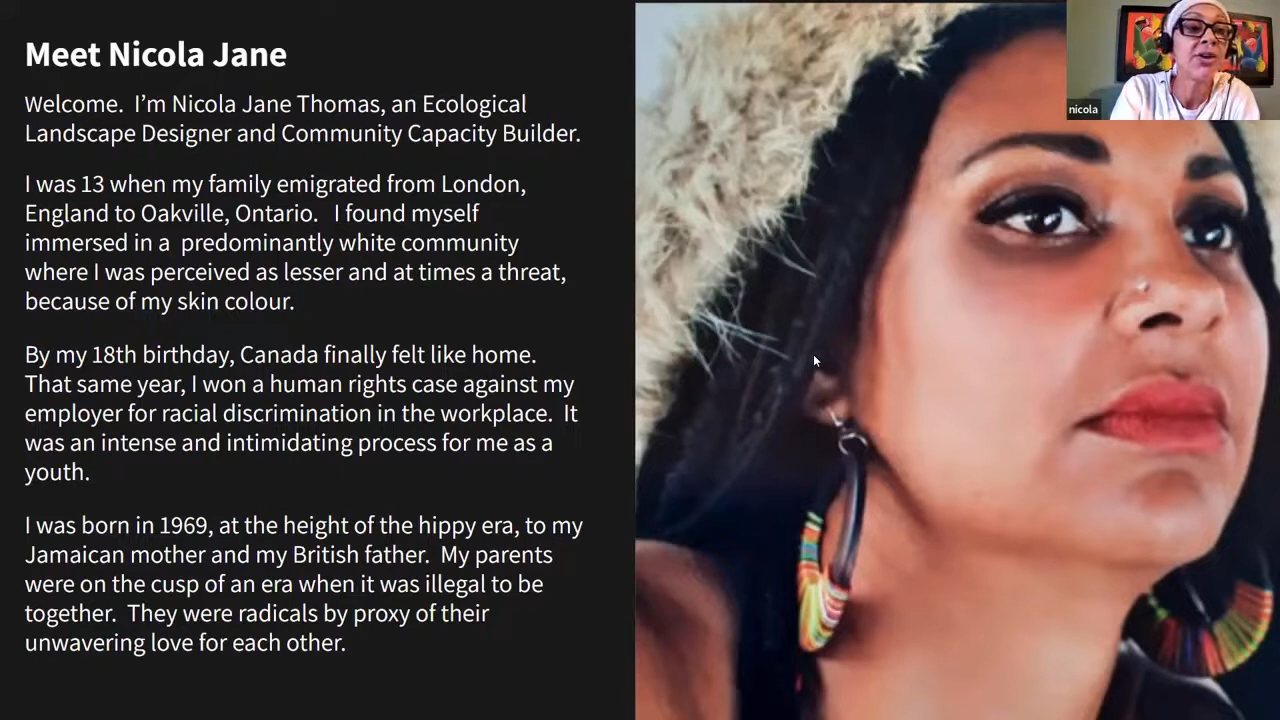 Meet Nicola Jane
Welcome.  I’m Nicola Jane Thomas, an Ecological
Landscape Designer and Community Capacity Builder.
I was 13 when my family emigrated from London,
England to Oakville, Ontario.   I found myself
immersed in a  predominantly white community
where I was perceived as lesser and at times a threat,
because of my skin colour.
By my 18th birthday, Canada finally felt like home.
That same year, I won a human rights case against my
employer for racial discrimination in the workplace.  It
was an intense and intimidating process for me as a
youth.
I was born in 1969, at the height of the hippy era, to my
Jamaican mother and my British father.  My parents
were on the cusp of an era when it was illegal to be
together.  They were radicals by proxy of their
unwavering love for each other.
nicola